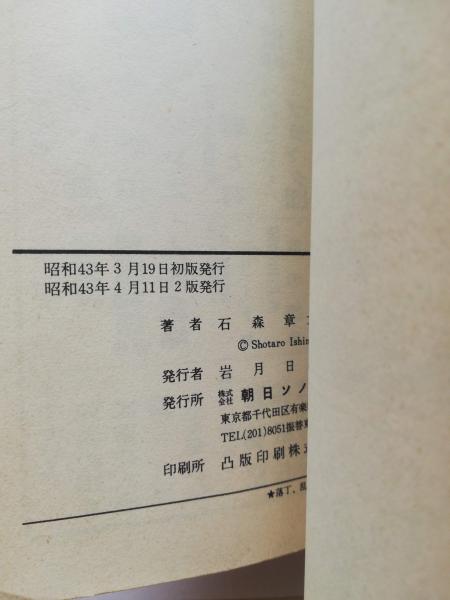 昭和43年3月19日初版発行
昭和43年4月11日2版発行
著者 石森章
© Shotaro Ishin
発行者 岩月日
発行所 株式会社 朝日ソノ
東京都千代田区有楽
TEL(201)8051振替東
印刷所 凸版印刷株式
★落丁、乱